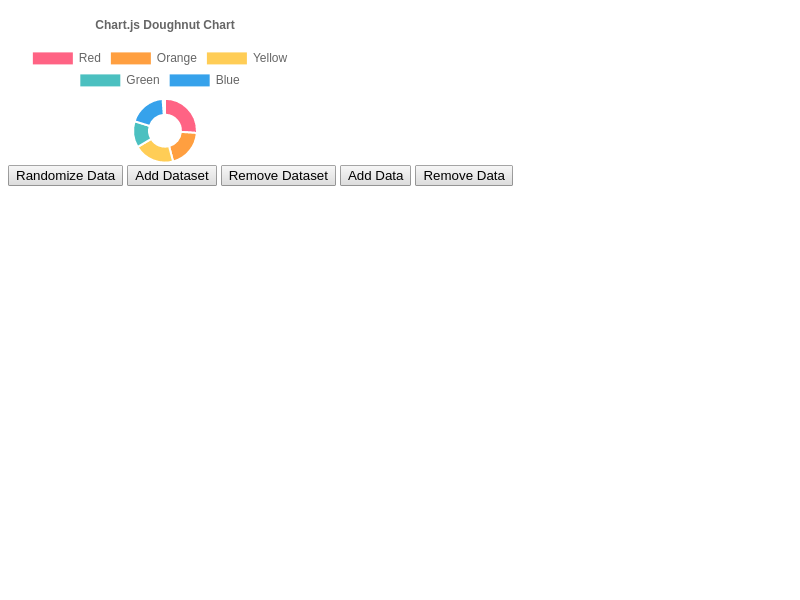 Chart.js Doughnut Chart
Red Orange Yellow
Green Blue
Randomize Data Add Dataset Remove Dataset Add Data Remove Data